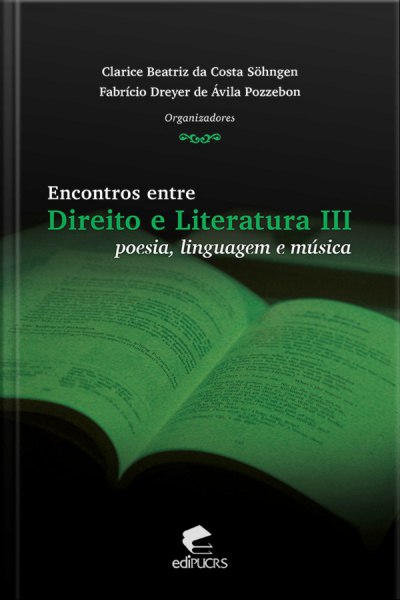 Clarice Beatriz da Costa Söhngen
Fabrício Dreyer de Ávila Pozzebon
Organizadores
Encontros entre
Direito e Literatura III
poesia, linguagem e música
ediPUCRS